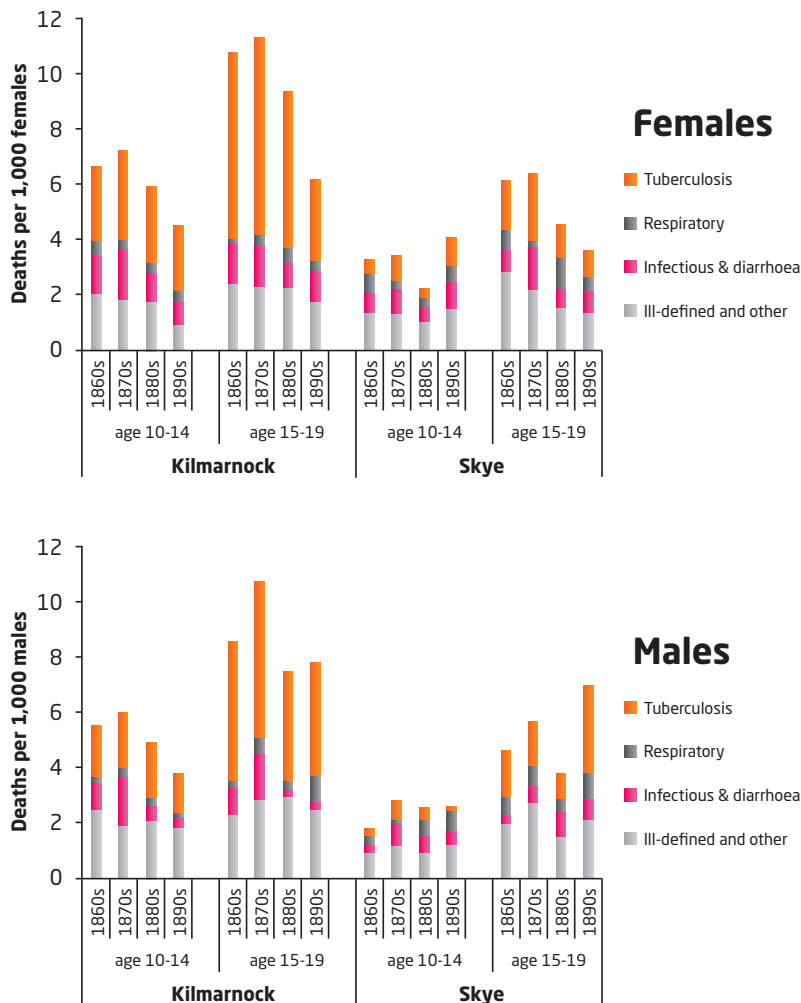 12
10
8
6
4
2
0
Deaths per 1,000 females
Females
Tuberculosis
Respiratory
Infectious & diarrhoea
Ill-defined and other
1860s 1870s 1880s 1890s 1860s 1870s 1880s 1890s 1860s 1870s 1880s 1890s 1860s 1870s 1880s 1890s
age 10-14 age 15-19 age 10-14 age 15-19
Kilmarnock Skye
12
10
8
6
4
2
0
Deaths per 1,000 males
Males
Tuberculosis
Respiratory
Infectious & diarrhoea
Ill-defined and other
1860s 1870s 1880s 1890s 1860s 1870s 1880s 1890s 1860s 1870s 1880s 1890s 1860s 1870s 1880s 1890s
age 10-14 age 15-19 age 10-14 age 15-19
Kilmarnock Skye